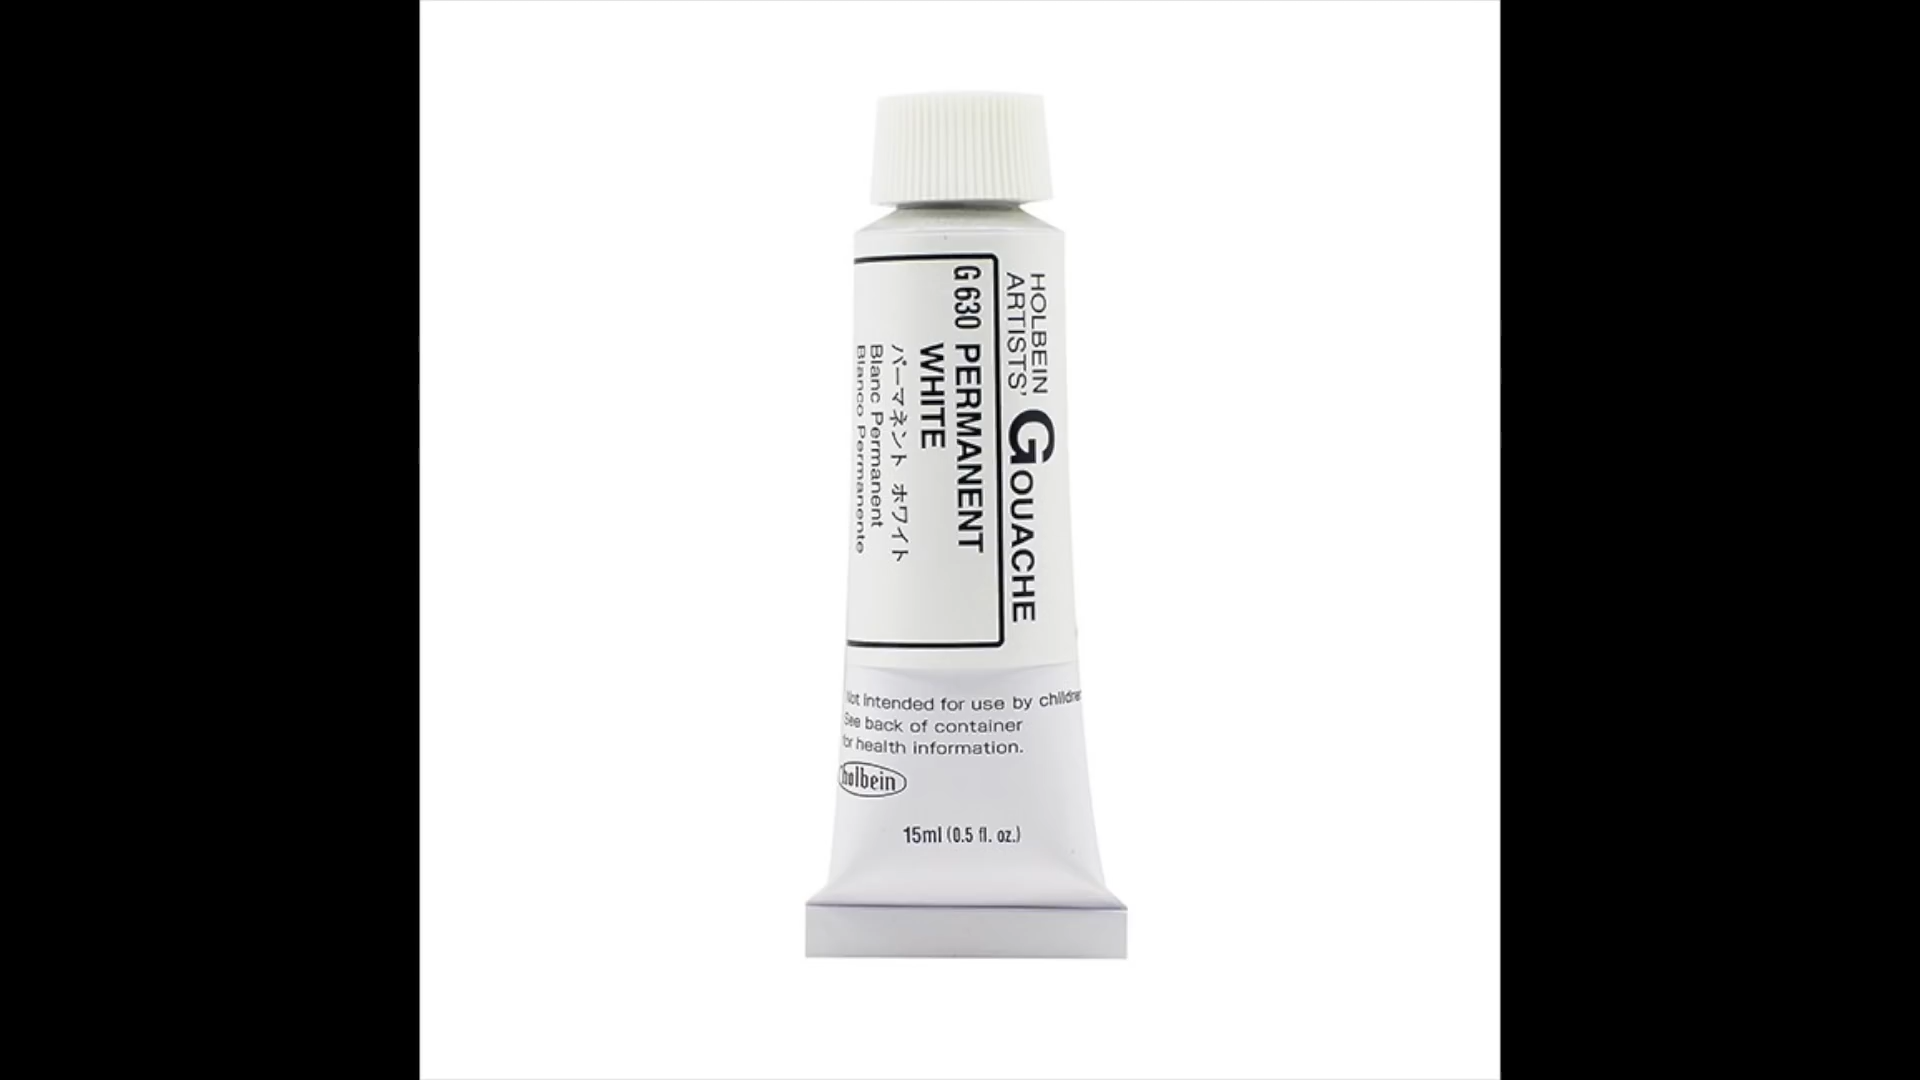 HOLBEIN
ARTISTS'
GOUACHE
G 630 PERMANENT
WHITE
パーマネント ホワイト
Blanc Permanent
Blanco Permanente
Not intended for use by children
See back of container
for health information.
holbein
15ml (0.5 fl. oz.)